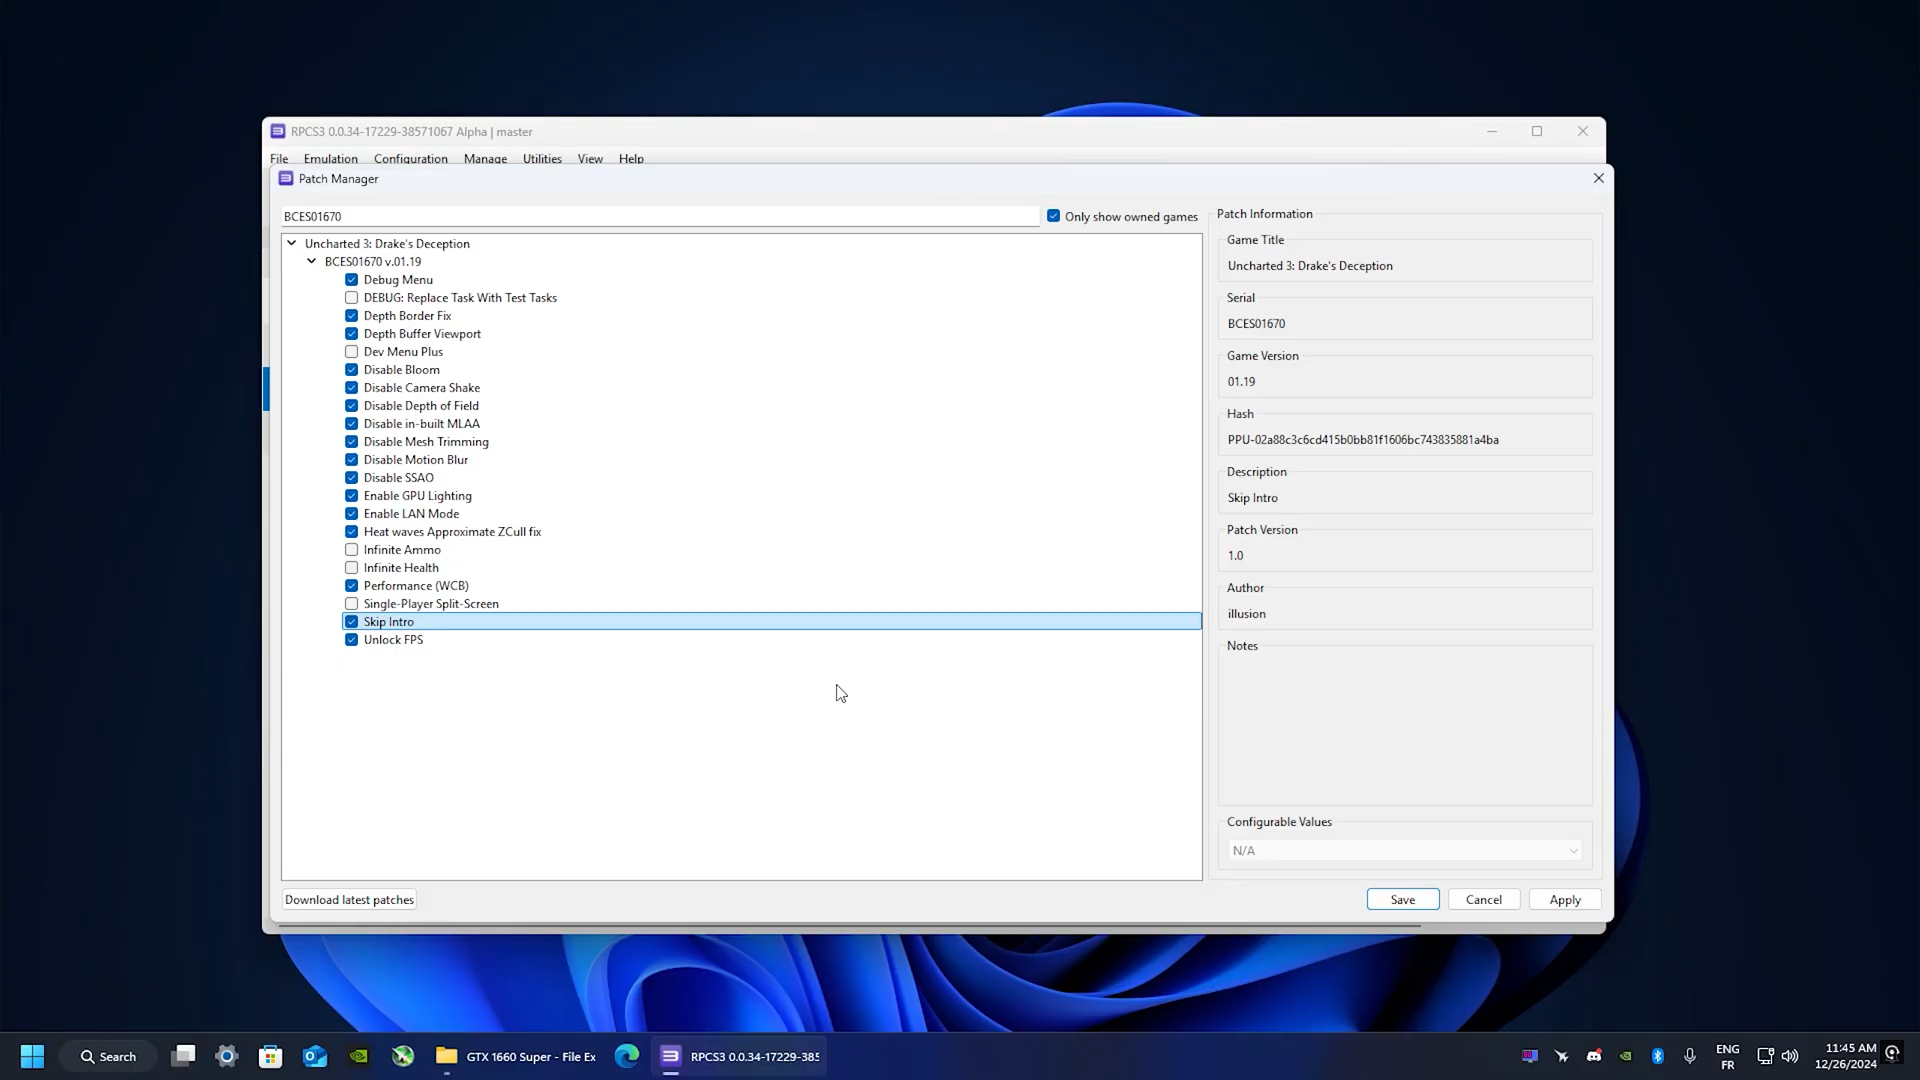 RPCS3 0.0.34-17229-38571067 Alpha | master
File Emulation Configuration Manage Utilities View Help
Patch Manager
BCES01670
Only show owned games
Uncharted 3: Drake's Deception
BCES01670 v.01.19
Debug Menu
DEBUG: Replace Task With Test Tasks
Depth Border Fix
Depth Buffer Viewport
Dev Menu Plus
Disable Bloom
Disable Camera Shake
Disable Depth of Field
Disable in-built MLAA
Disable Mesh Trimming
Disable Motion Blur
Disable SSAO
Enable GPU Lighting
Enable LAN Mode
Heat waves Approximate ZCull fix
Infinite Ammo
Infinite Health
Performance (WCB)
Single-Player Split-Screen
Skip Intro
Unlock FPS
Patch Information
Game Title
Uncharted 3: Drake's Deception
Serial
BCES01670
Game Version
01.19
Hash
PPU-02a88c3c6cd415b0bb81f1606bc743835881a4ba
Description
Skip Intro
Patch Version
1.0
Author
illusion
Notes
Configurable Values
N/A
Download latest patches
Save
Cancel
Apply
Search
GTX 1660 Super - File Ex
RPCS3 0.0.34-17229-385
ENG
FR
11:45 AM
12/26/2024